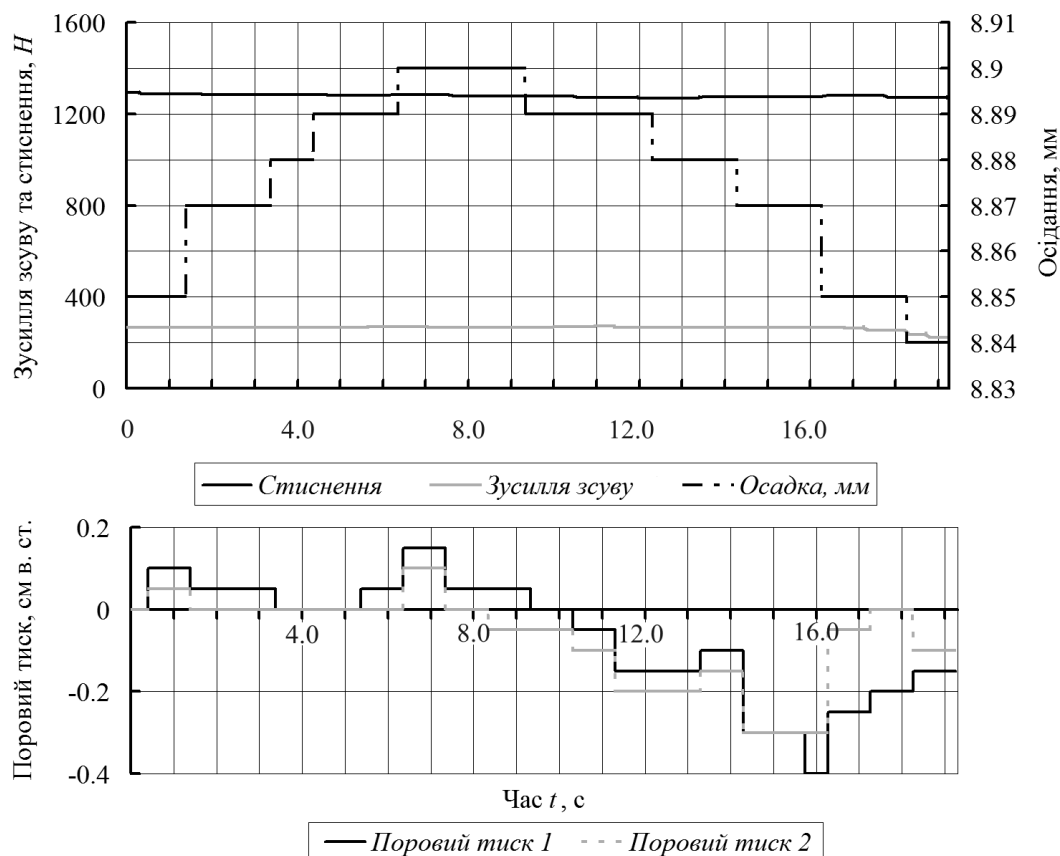 Зусилля зсуву та стиснення, Н
1600
1200
800
400
0
8.91
8.9
8.89
8.88
8.87
8.86
8.85
8.84
8.83
Осідання, мм
0 4.0 8.0 12.0 16.0
Стиснення Зусилля зсуву Осадка, мм
Поровий тиск, см в. ст.
0.2
0
-0.2
-0.4
4.0 8.0 12.0 16.0
Час t , с
Поровий тиск 1 Поровий тиск 2